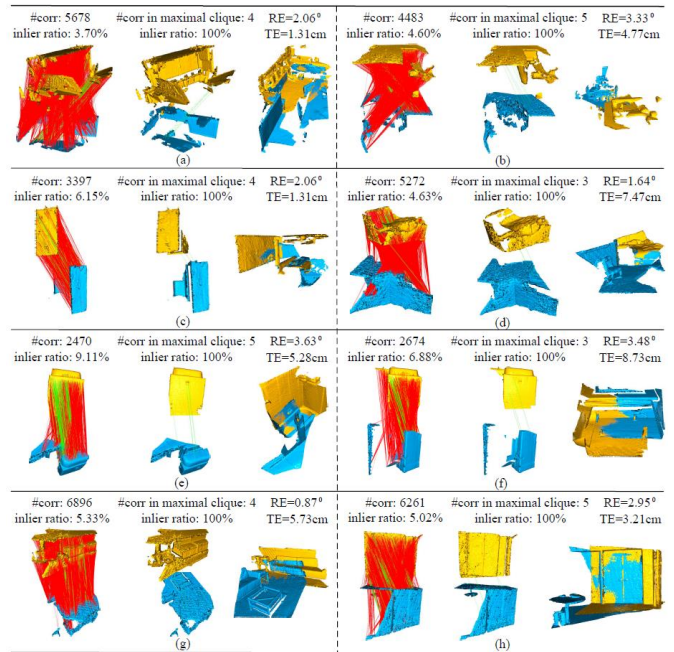 #corr: 5678
inlier ratio: 3.70%
#corr in maximal clique: 4
inlier ratio: 100%
RE=2.06⁰
TE=1.31cm
(a)
#corr: 4483
inlier ratio: 4.60%
#corr in maximal clique: 5
inlier ratio: 100%
RE=3.33⁰
TE=4.77cm
(b)
#corr: 3397
inlier ratio: 6.15%
#corr in maximal clique: 4
inlier ratio: 100%
RE=2.06⁰
TE=1.31cm
(c)
#corr: 5272
inlier ratio: 4.63%
#corr in maximal clique: 3
inlier ratio: 100%
RE=1.64⁰
TE=7.47cm
(d)
#corr: 2470
inlier ratio: 9.11%
#corr in maximal clique: 5
inlier ratio: 100%
RE=3.63⁰
TE=5.28cm
(e)
#corr: 2674
inlier ratio: 6.88%
#corr in maximal clique: 3
inlier ratio: 100%
RE=3.48⁰
TE=8.73cm
(f)
#corr: 6896
inlier ratio: 5.33%
#corr in maximal clique: 4
inlier ratio: 100%
RE=0.87⁰
TE=5.73cm
(g)
#corr: 6261
inlier ratio: 5.02%
#corr in maximal clique: 5
inlier ratio: 100%
RE=2.95⁰
TE=3.21cm
(h)